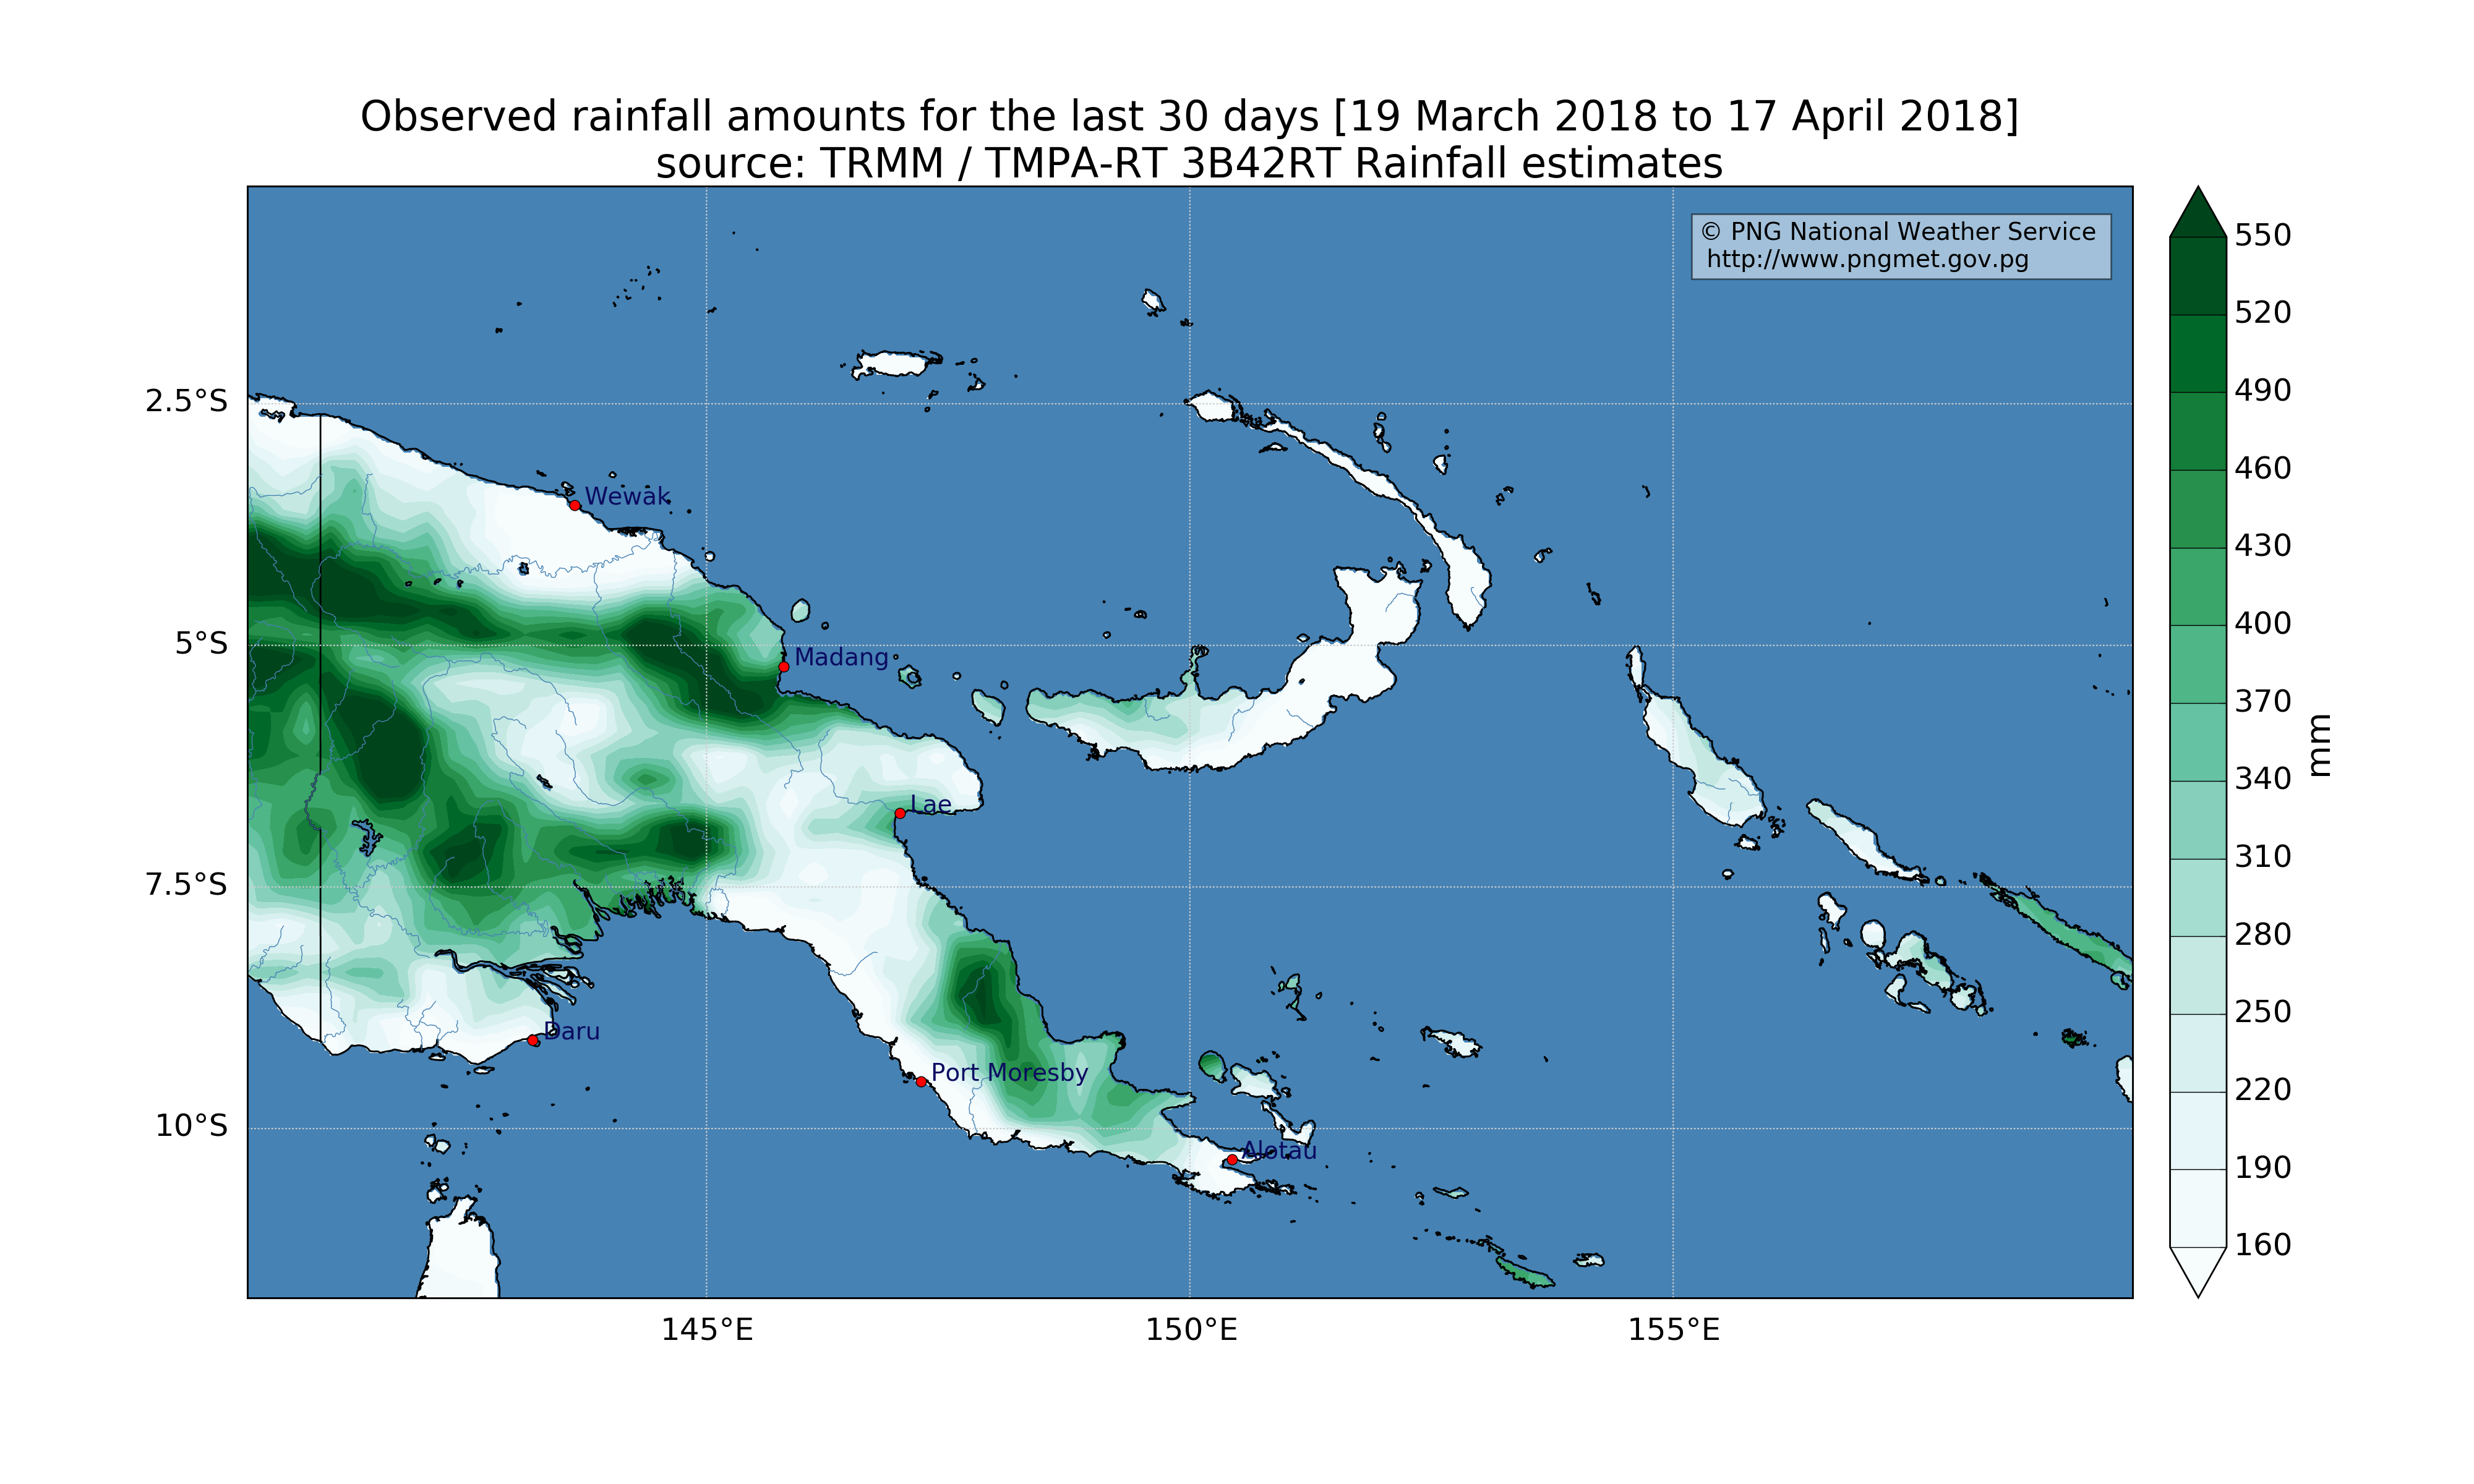 Observed rainfall amounts for the last 30 days [19 March 2018 to 17 April 2018]
source: TRMM / TMPA-RT 3B42RT Rainfall estimates
© PNG National Weather Service
http://www.pngmet.gov.pg
550
520
490
460
430
400
370
340
310
280
250
220
190
160
mm
2.5°S
5°S
7.5°S
10°S
Wewak
Madang
Lae
Daru
Port Moresby
Alotau
145°E
150°E
155°E